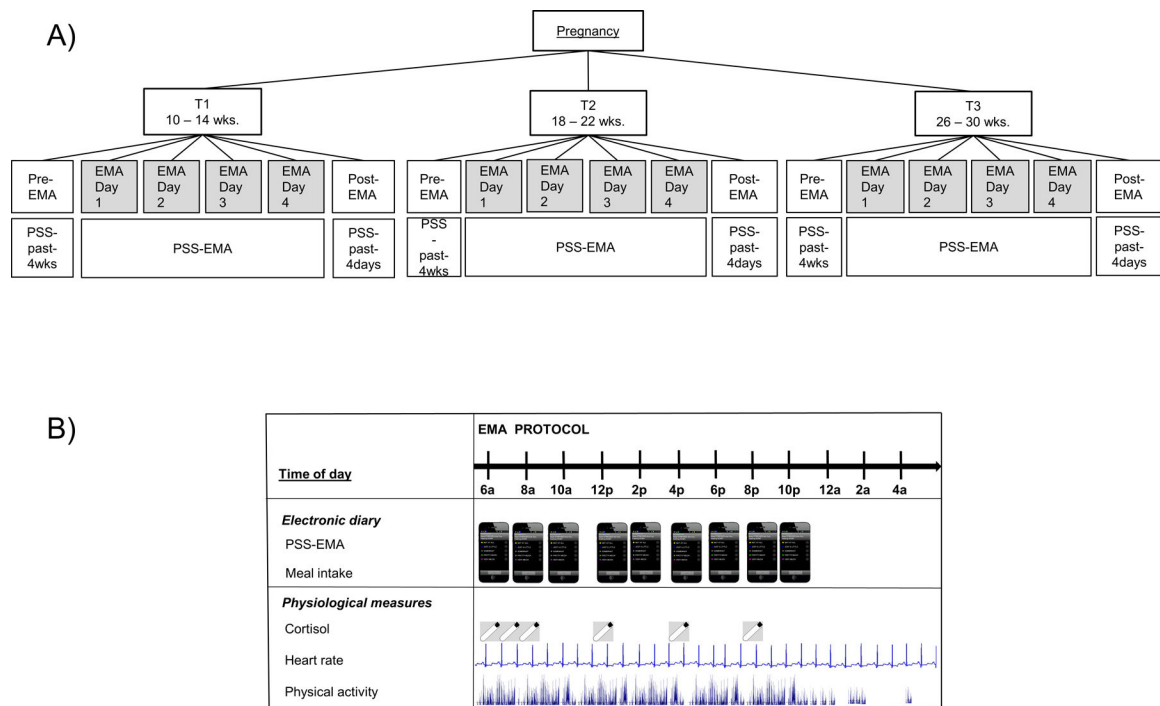 A)
Pregnancy
T1
10 – 14 wks.
T2
18 – 22 wks.
T3
26 – 30 wks.
Pre-
EMA
EMA
Day
1
EMA
Day
2
EMA
Day
3
EMA
Day
4
Post-
EMA
Pre-
EMA
EMA
Day
1
EMA
Day
2
EMA
Day
3
EMA
Day
4
Post-
EMA
Pre-
EMA
EMA
Day
1
EMA
Day
2
EMA
Day
3
EMA
Day
4
Post-
EMA
PSS-
past-
4wks
PSS-EMA
PSS-
past-
4days
PSS
-
past-
4wks
PSS-EMA
PSS-
past-
4days
PSS-
past-
4wks
PSS-EMA
PSS-
past-
4days
B)
EMA PROTOCOL
Time of day
6a 8a 10a 12p 2p 4p 6p 8p 10p 12a 2a 4a
Electronic diary
PSS-EMA
Meal intake
Physiological measures
Cortisol
Heart rate
Physical activity